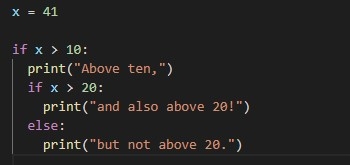 x = 41

if x > 10:
  print("Above ten,")
  if x > 20:
    print("and also above 20!")
  else:
    print("but not above 20.")